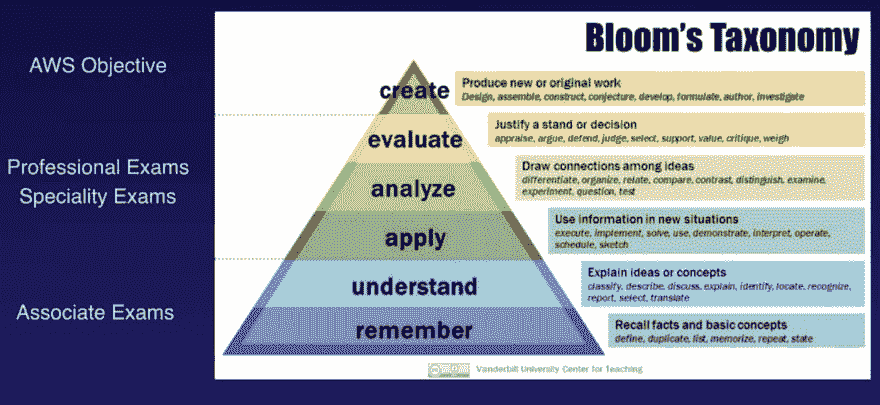 Bloom's Taxonomy
AWS Objective
create
Produce new or original work
Design, assemble, construct, conjecture, develop, formulate, author, investigate
evaluate
Justify a stand or decision
appraise, argue, defend, judge, select, support, value, critique, weigh
Professional Exams
Speciality Exams
analyze
Draw connections among ideas
differentiate, organize, relate, compare, contrast, distinguish, examine,
experiment, question, test
apply
Use information in new situations
execute, implement, solve, use, demonstrate, interpret, operate,
schedule, sketch
understand
Explain ideas or concepts
classify, describe, discuss, explain, identify, locate, recognize,
report, select, translate
Associate Exams
remember
Recall facts and basic concepts
define, duplicate, list, memorize, repeat, state
Vanderbilt University Center for Teaching